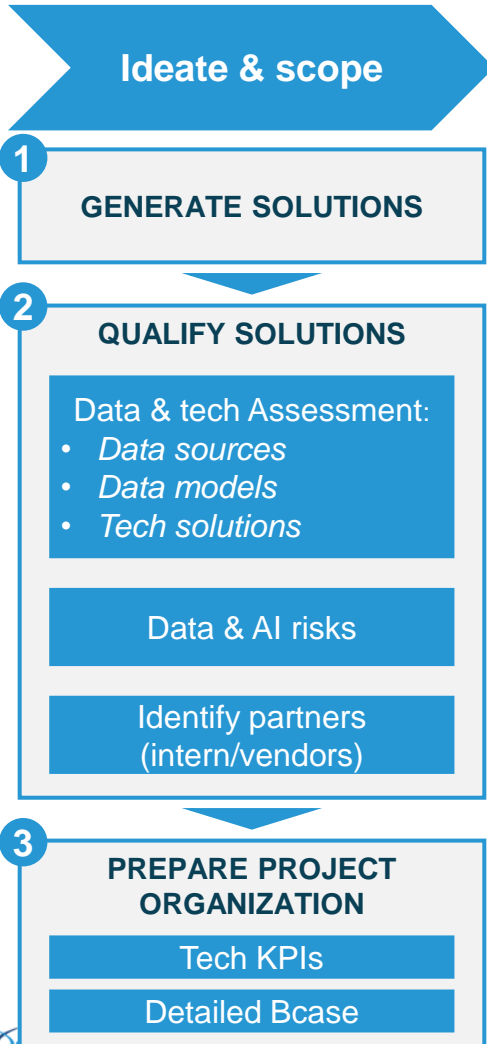 Ideate & scope
1
GENERATE SOLUTIONS
2
QUALIFY SOLUTIONS
Data & tech Assessment:
• Data sources
• Data models
• Tech solutions
Data & AI risks
Identify partners
(intern/vendors)
3
PREPARE PROJECT
ORGANIZATION
Tech KPIs
Detailed Bcase